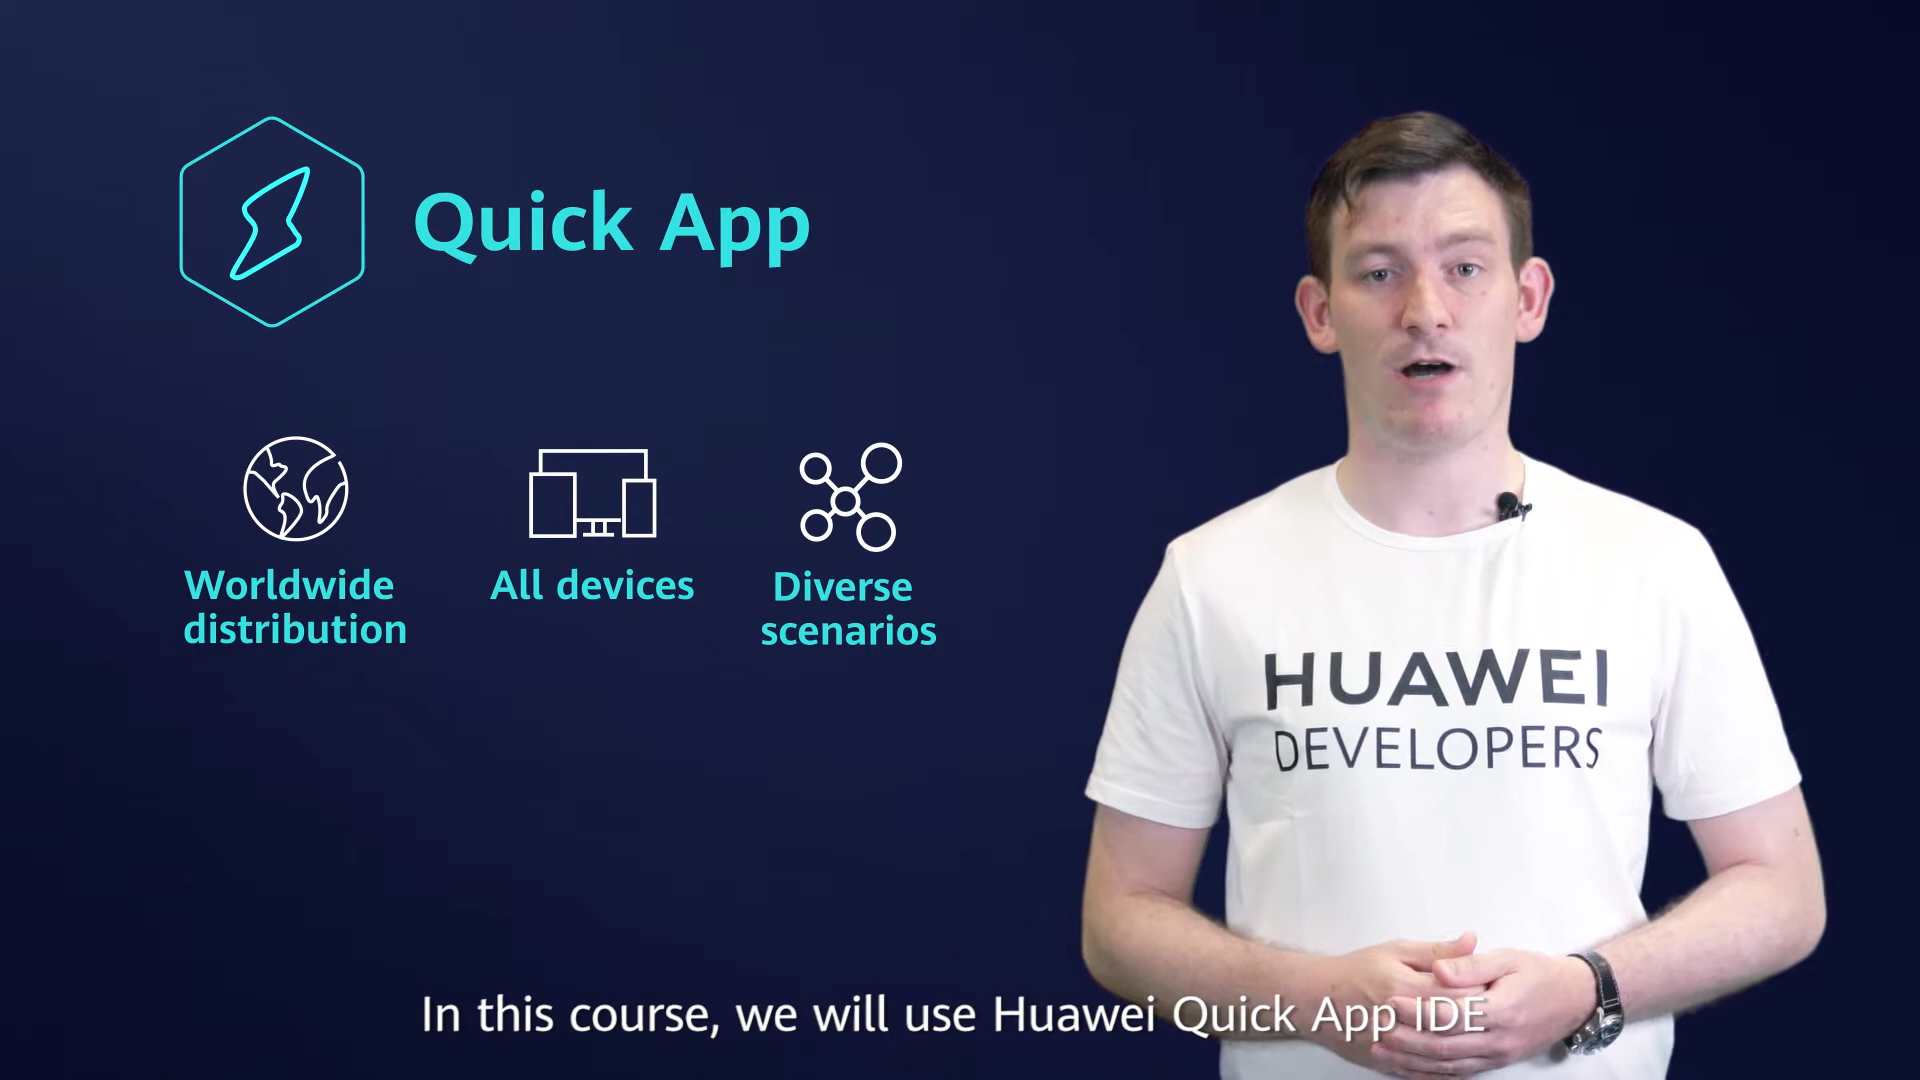 Quick App
Worldwide
distribution
All devices
Diverse
scenarios
HUAWEI
DEVELOPERS
In this course, we will use Huawei Quick App IDE